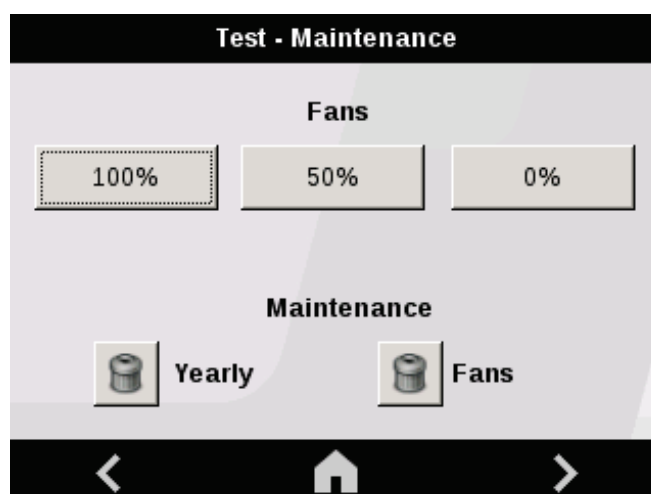 Test - Maintenance
Fans
100% 50% 0%
Maintenance
Yearly Fans